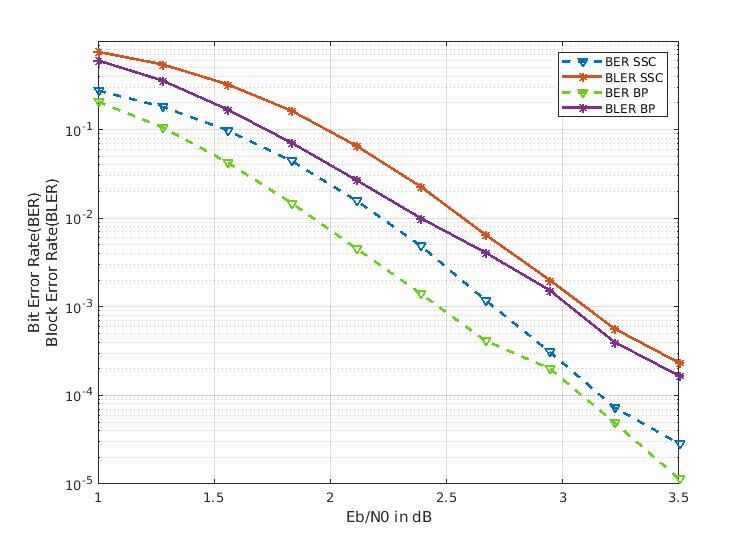 BER SSC
BLER SSC
BER BP
BLER BP
10-1
10-2
10-3
10-4
10-5
Bit Error Rate(BER)
Block Error Rate(BLER)
1
1.5
2
2.5
3
3.5
Eb/N0 in dB